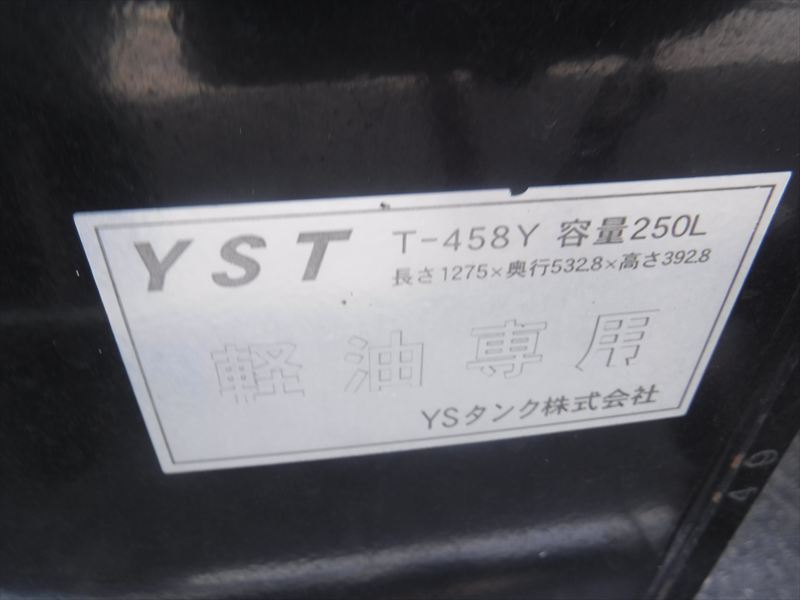 YST T-458Y 容量250L
長さ1275×奥行532.8×高さ392.8
軽油専用
YSタンク株式会社